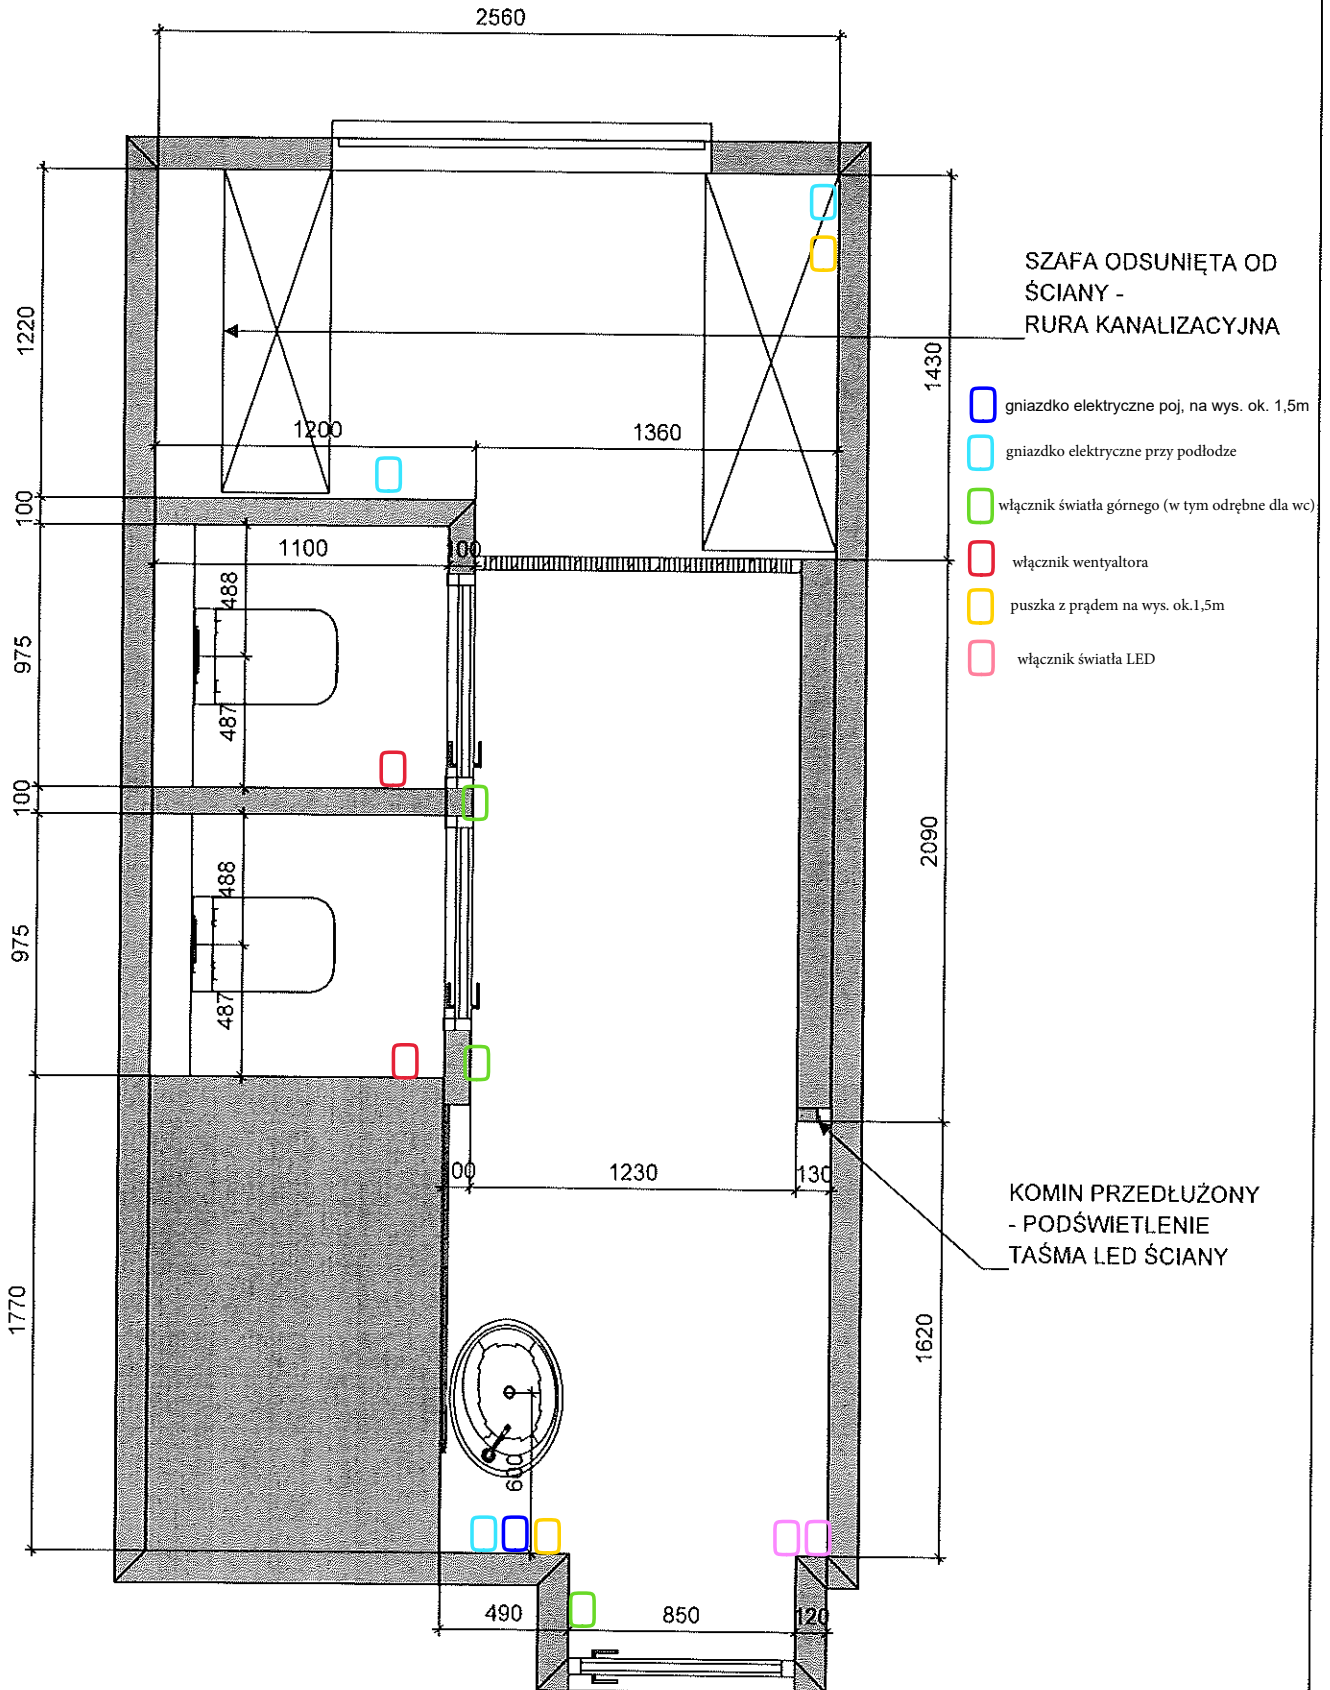 2560
SZAFA ODSUNIĘTA OD
ŚCIANY -
RURA KANALIZACYJNA
1220
1430
gniazdko elektryczne poj, na wys. ok. 1,5m
1200
1360
gniazdko elektryczne przy podłodze
włącznik światła górnego (w tym odrębne dla wc)
100
1100
100
włącznik wentyaltora
488
puszka z prądem na wys. ok.1,5m
975
włącznik światła LED
487
100
2090
488
975
487
00
1230
130
KOMIN PRZEDŁUŻONY
- PODŚWIETLENIE
TAŚMA LED ŚCIANY
1770
1620
600
490
850
120